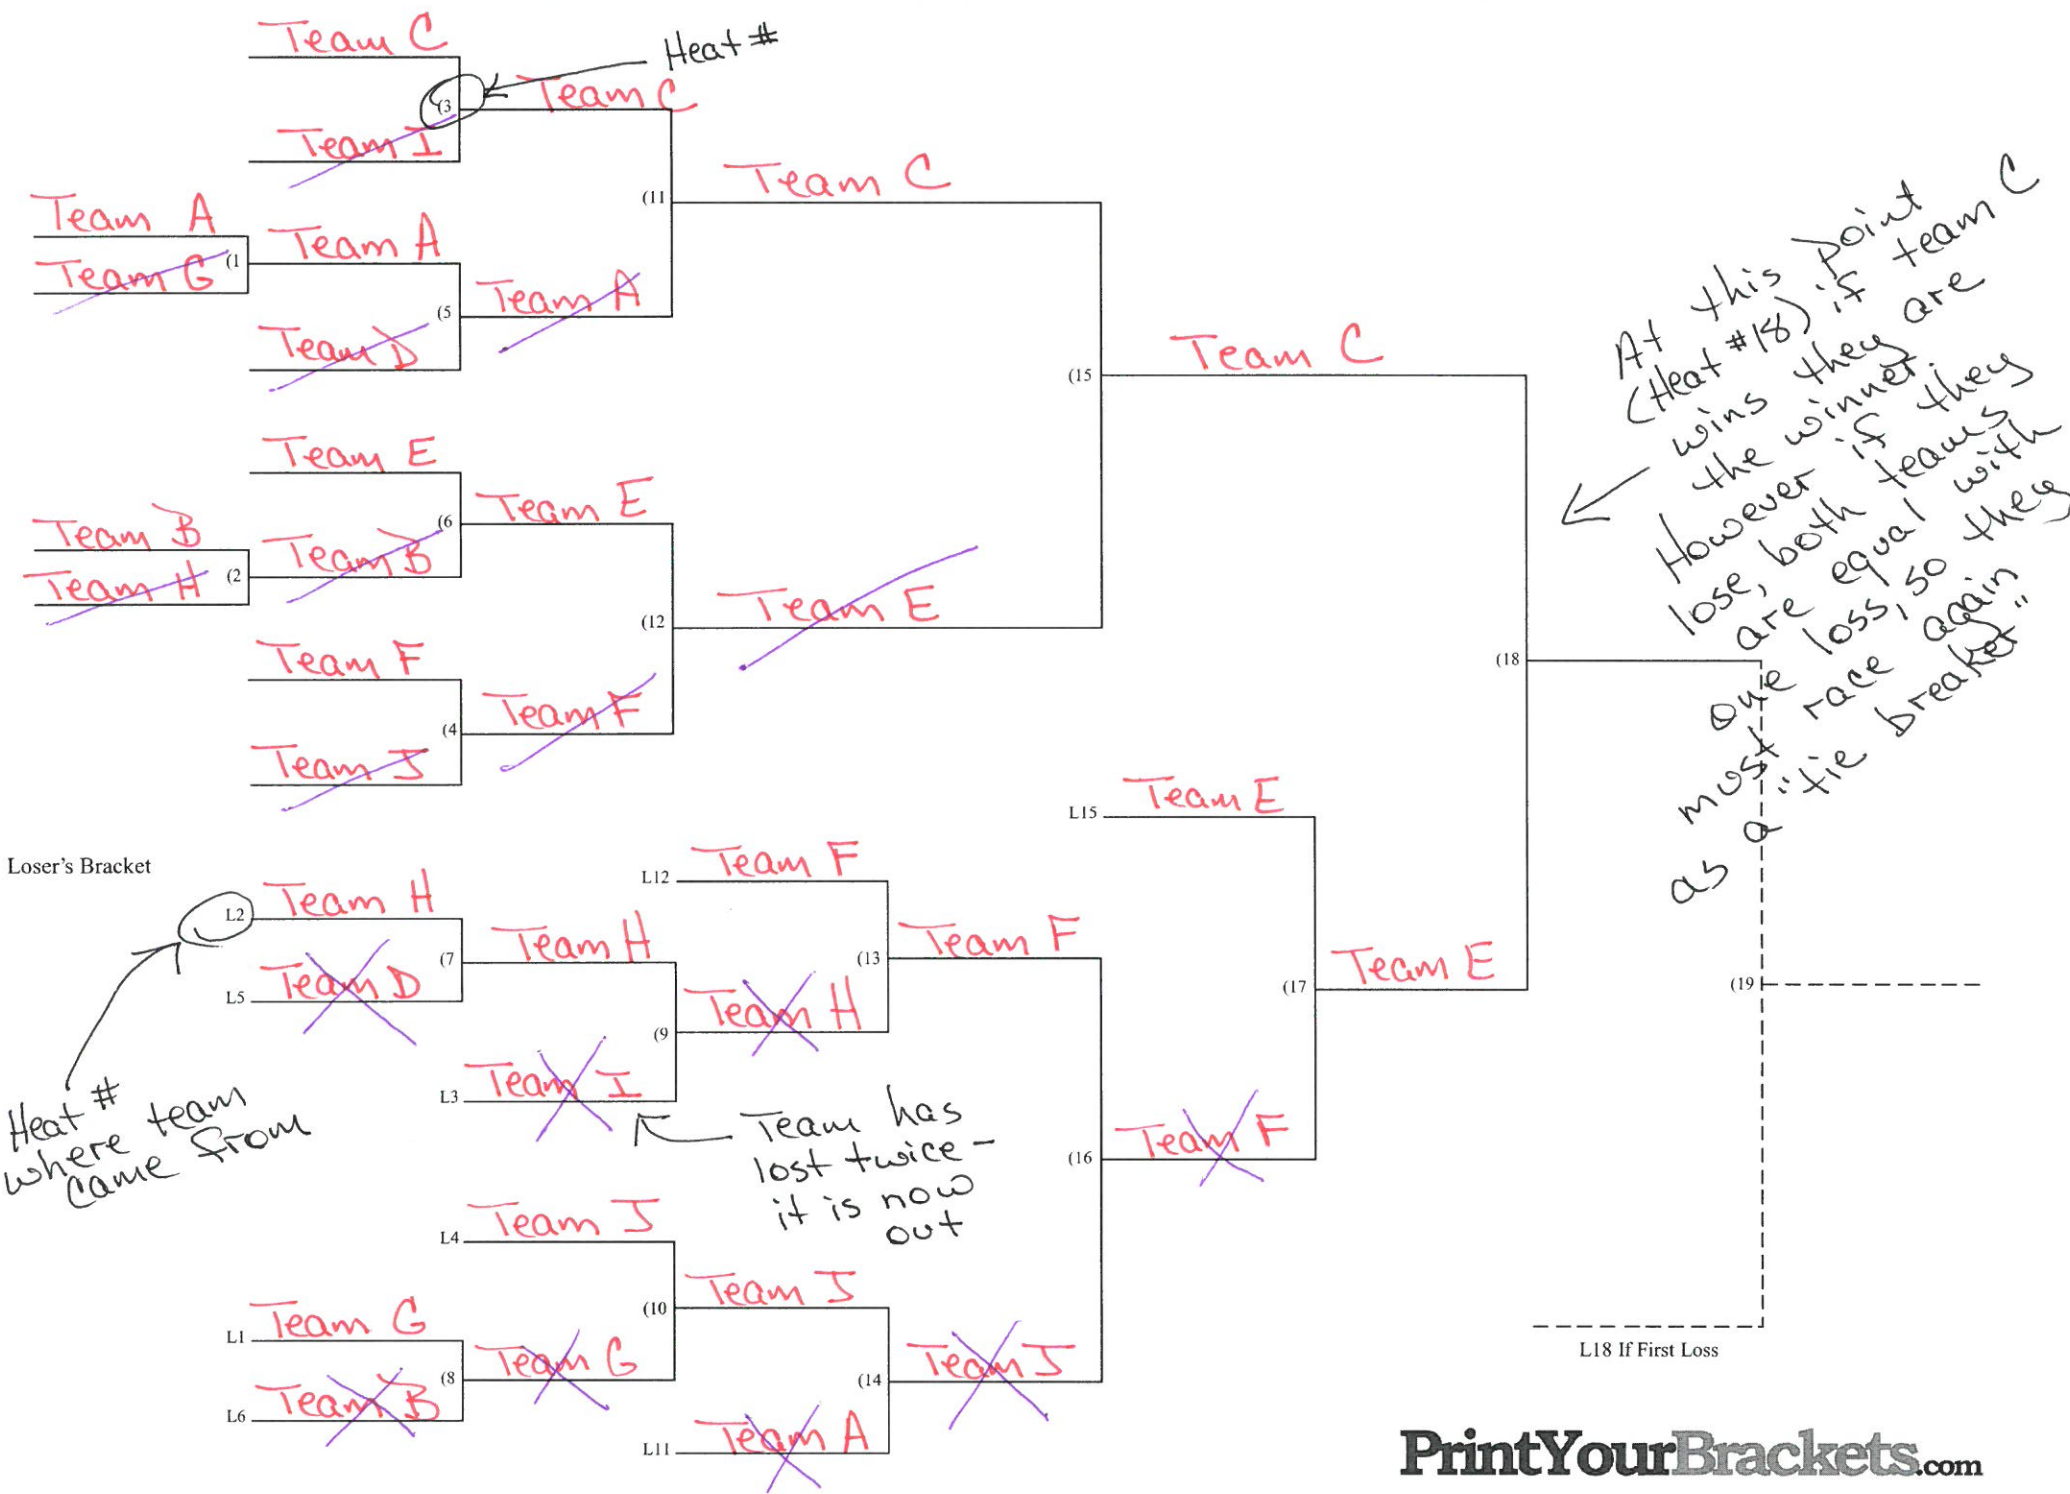 Team C
Heat #
(3
Team C
Team I
Team C
(11
Team A
Team G
(1
Team A
(5
Team A
Team D
Team C
(15
Team E
(6
Team E
Team B
Team H
(2
Team B
(12
Team E
Team F
(4
Team F
Team J
At this point
(Heat #18) if team C
wins they are
the winner.
However if they
lose, both teams
are equal with
one loss, so they
must race again
as a "tie breaker"
(18
L15
Team E
Loser's Bracket
L12
Team F
L2
Team H
(7
Team H
(13
Team F
L5
Team D
(9
Team H
(17
Team E
(19
L3
Team I
Heat #
where team
came from
Team has
lost twice -
it is now
out
(16
Team F
L4
Team J
(10
Team J
L1
Team G
(8
Team G
(14
Team J
L6
Team B
L11
Team A
L18 If First Loss
PrintYourBrackets.com